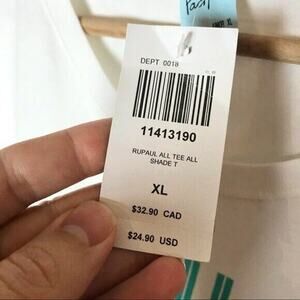 DEPT 0018
11413190
RUPAUL ALL TEE ALL
SHADE T
XL
$32.90 CAD
$24.90 USD